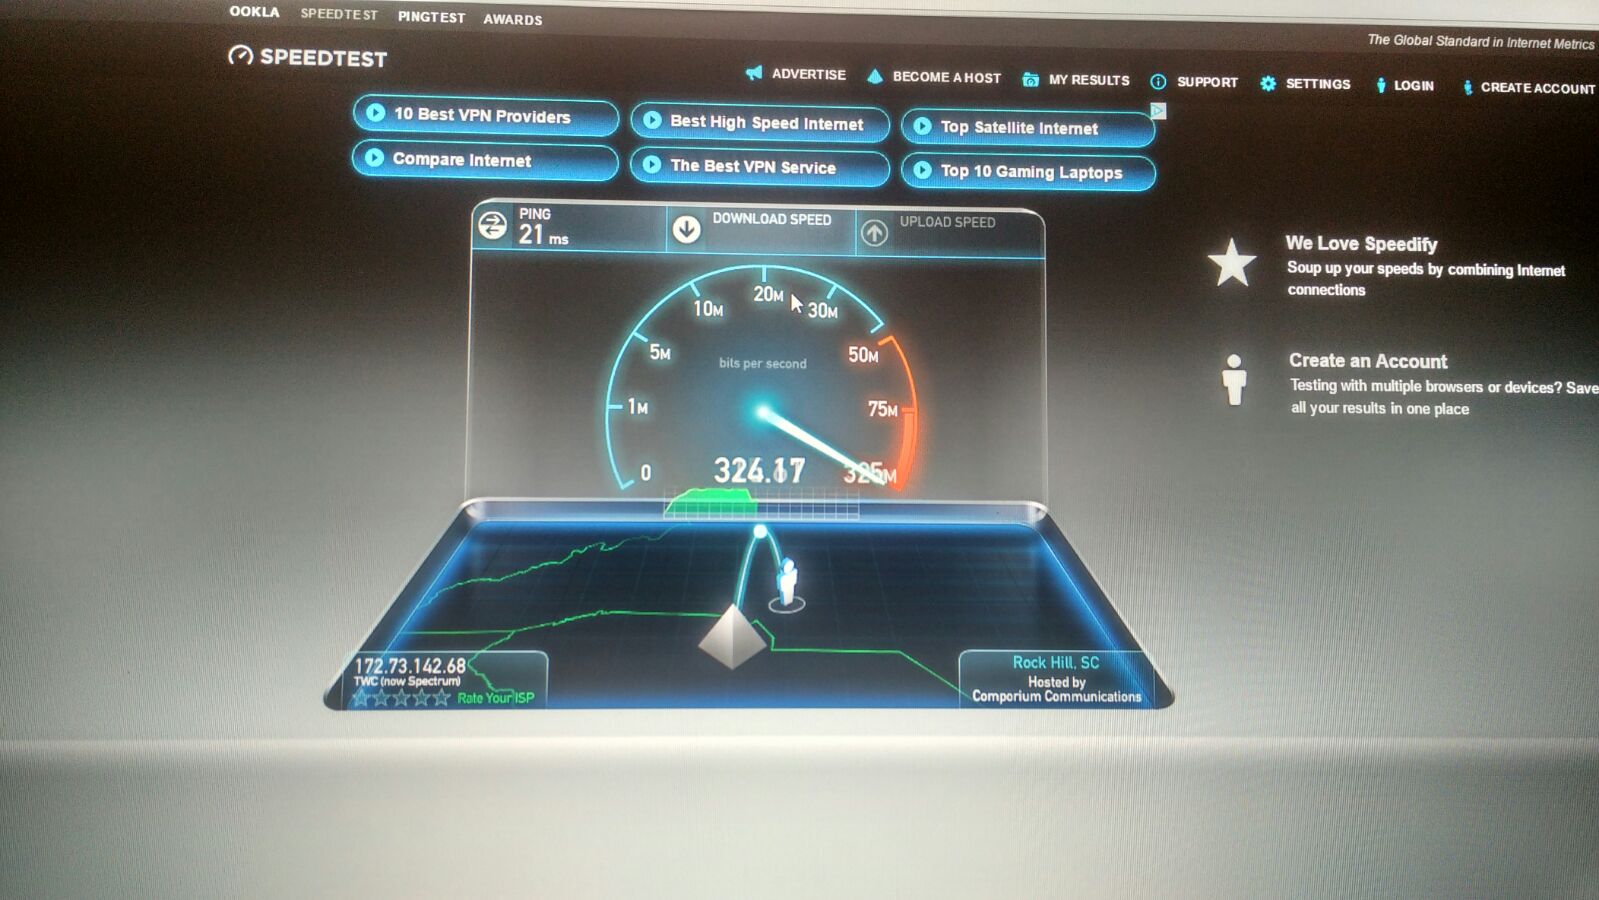 OOKLA SPEEDTEST PINGTEST AWARDS
The Global Standard in Internet Metrics
SPEEDTEST
ADVERTISE BECOME A HOST MY RESULTS SUPPORT SETTINGS LOGIN CREATE ACCOUNT
10 Best VPN Providers Best High Speed Internet Top Satellite Internet
Compare Internet The Best VPN Service Top 10 Gaming Laptops
PING DOWNLOAD SPEED UPLOAD SPEED
21 ms
We Love Speedify
Soup up your speeds by combining Internet
connections
20M
10M 30M
5M 50M
bits per second
Create an Account
Testing with multiple browsers or devices? Save
all your results in one place
1M 75M
0 324.17 325M
172.73.142.68
TWC (now Spectrum)
Rate Your ISP
Rock Hill, SC
Hosted by
Comporium Communications